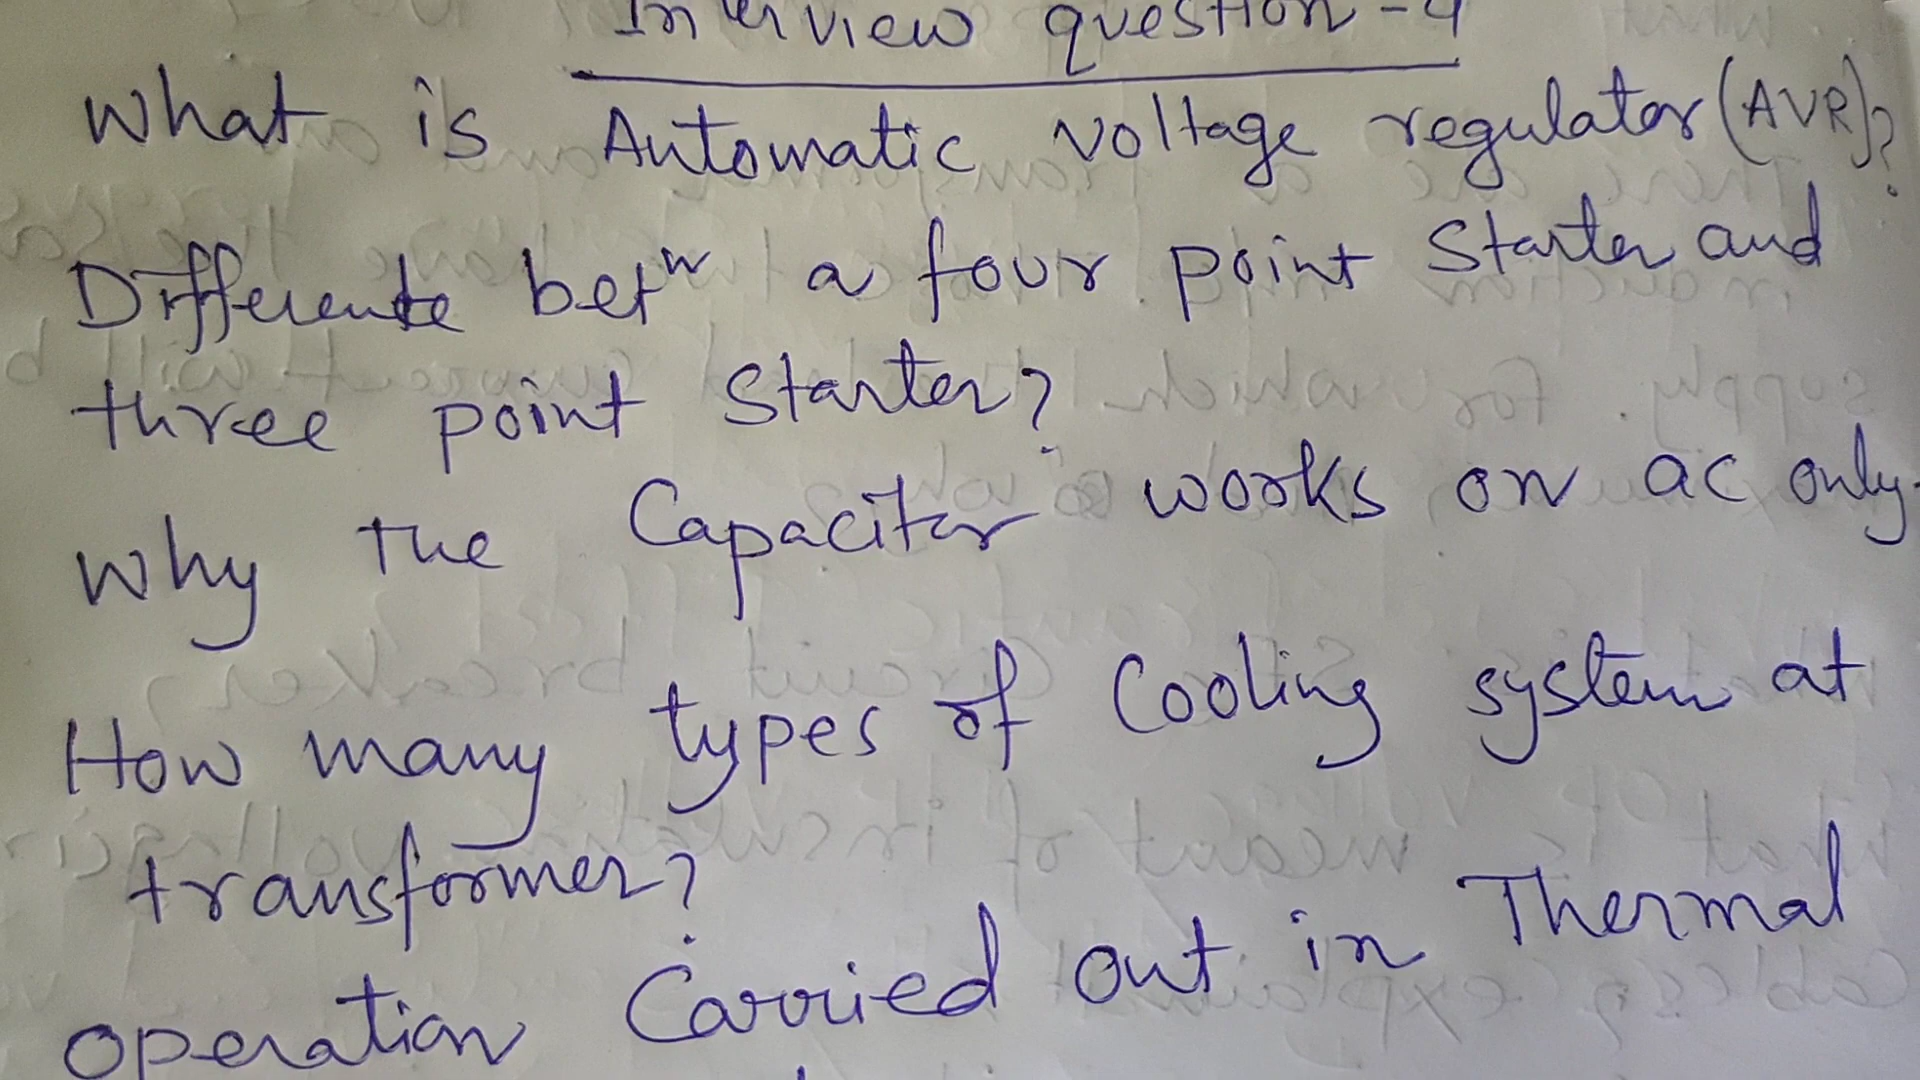 Interview question - 4
What is Automatic voltage regulator (AVR)?
Difference betn a four point Starter and
three point Starter?
Why the Capacitor works on ac only.
How many types of Cooling system at
transformer?
operation Carried out in Thermal